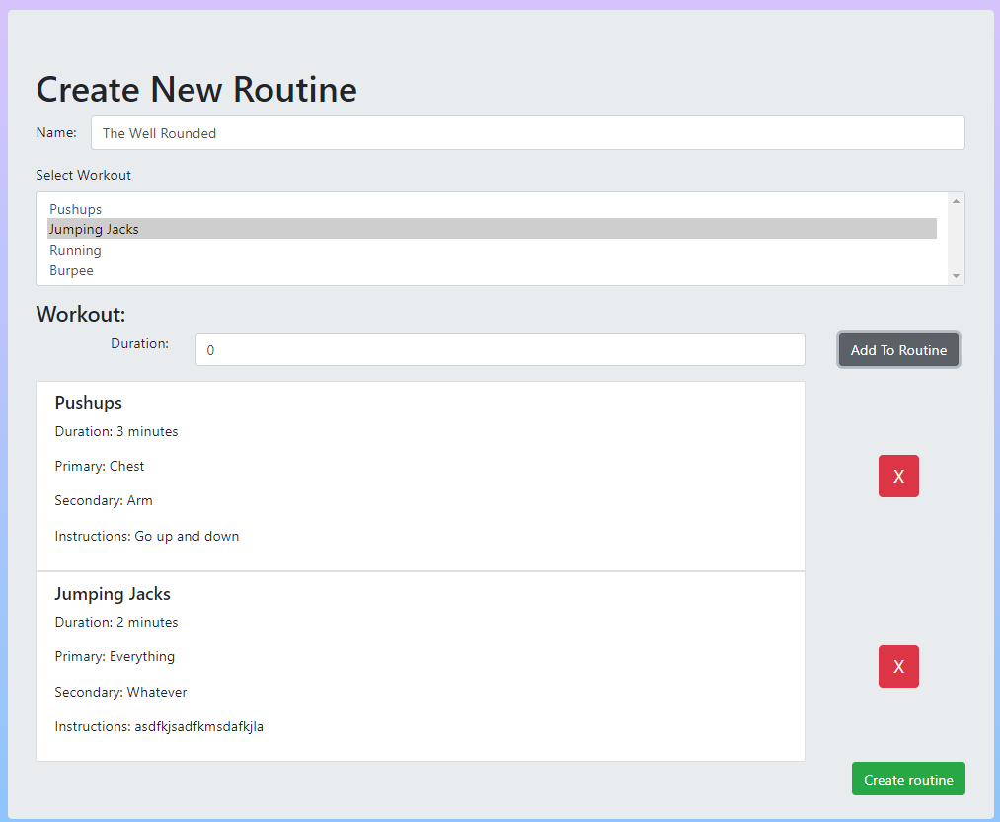 Create New Routine
Name: The Well Rounded
Select Workout
Pushups
Jumping Jacks
Running
Burpee
Workout:
Duration: 0 Add To Routine
Pushups
Duration: 3 minutes
Primary: Chest
X
Secondary: Arm
Instructions: Go up and down
Jumping Jacks
Duration: 2 minutes
Primary: Everything
X
Secondary: Whatever
Instructions: asdfkjsadfkmsdafkjla
Create routine